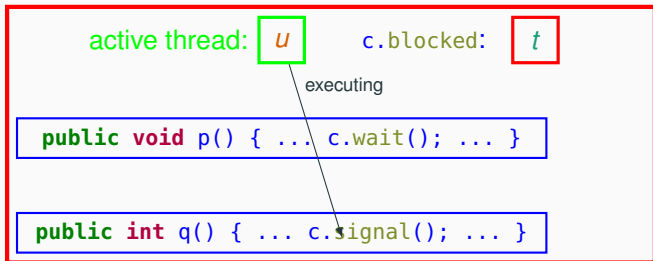 active thread: u c.blocked: t
executing
public void p() { ... c.wait(); ... }
public int q() { ... c.signal(); ... }